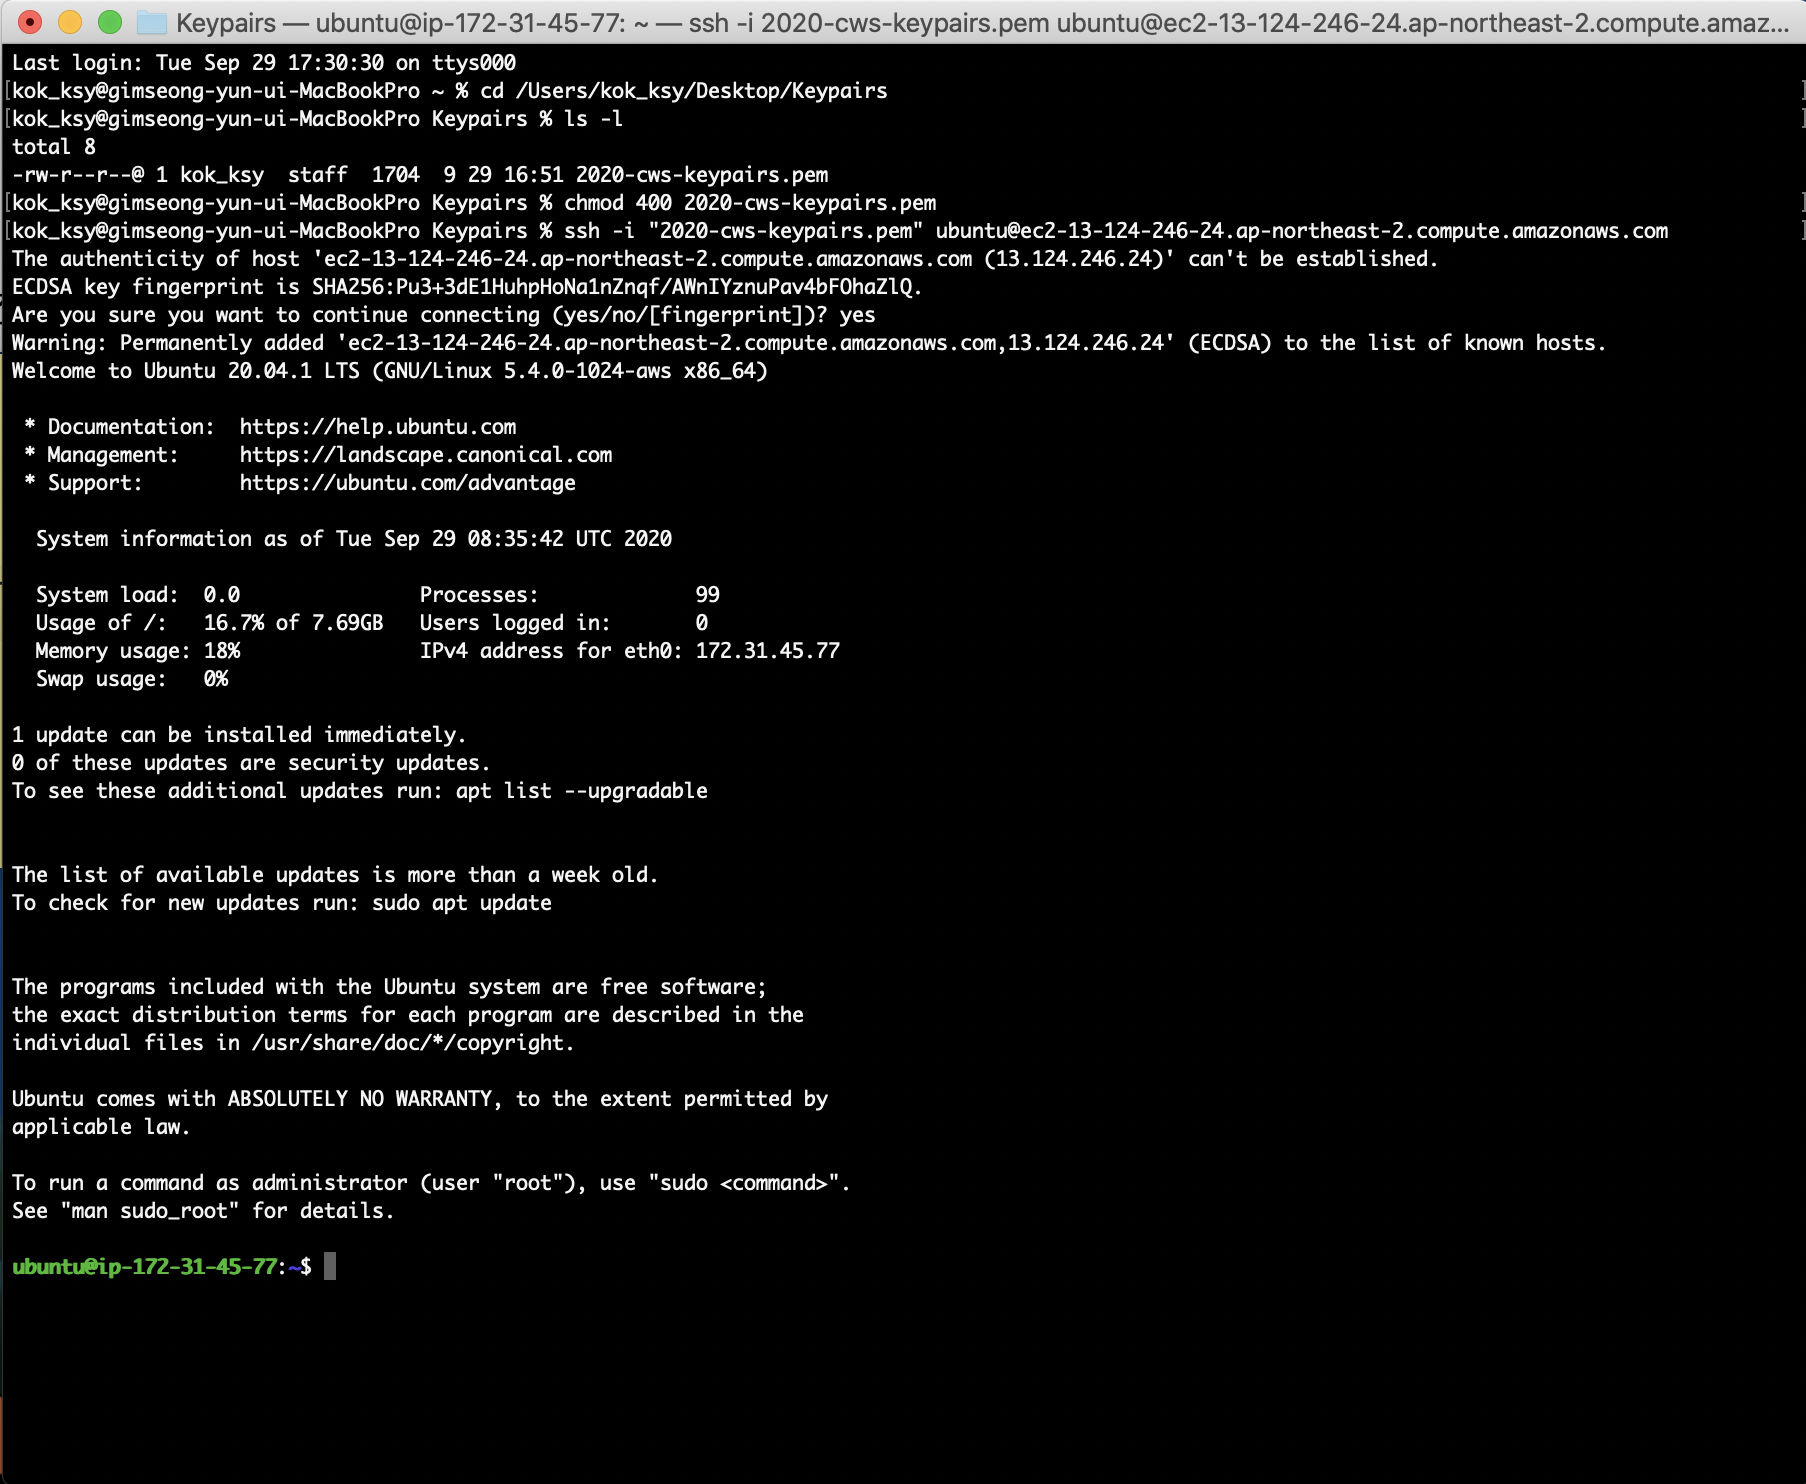 Keypairs — ubuntu@ip-172-31-45-77: ~ — ssh -i 2020-cws-keypairs.pem ubuntu@ec2-13-124-246-24.ap-northeast-2.compute.amaz...
Last login: Tue Sep 29 17:30:30 on ttys000
[kok_ksy@gimseong-yun-ui-MacBookPro ~ % cd /Users/kok_ksy/Desktop/Keypairs ]
[kok_ksy@gimseong-yun-ui-MacBookPro Keypairs % ls -l ]
total 8
-rw-r--r--@ 1 kok_ksy  staff  1704  9 29 16:51 2020-cws-keypairs.pem
[kok_ksy@gimseong-yun-ui-MacBookPro Keypairs % chmod 400 2020-cws-keypairs.pem ]
[kok_ksy@gimseong-yun-ui-MacBookPro Keypairs % ssh -i "2020-cws-keypairs.pem" ubuntu@ec2-13-124-246-24.ap-northeast-2.compute.amazonaws.com ]
The authenticity of host 'ec2-13-124-246-24.ap-northeast-2.compute.amazonaws.com (13.124.246.24)' can't be established.
ECDSA key fingerprint is SHA256:Pu3+3dE1HuhpHoNa1nZnqf/AWnIYznuPav4bFOhaZlQ.
Are you sure you want to continue connecting (yes/no/[fingerprint])? yes
Warning: Permanently added 'ec2-13-124-246-24.ap-northeast-2.compute.amazonaws.com,13.124.246.24' (ECDSA) to the list of known hosts.
Welcome to Ubuntu 20.04.1 LTS (GNU/Linux 5.4.0-1024-aws x86_64)
 * Documentation:  https://help.ubuntu.com
 * Management:     https://landscape.canonical.com
 * Support:        https://ubuntu.com/advantage
  System information as of Tue Sep 29 08:35:42 UTC 2020
  System load:  0.0               Processes:             99
  Usage of /:   16.7% of 7.69GB   Users logged in:       0
  Memory usage: 18%               IPv4 address for eth0: 172.31.45.77
  Swap usage:   0%
1 update can be installed immediately.
0 of these updates are security updates.
To see these additional updates run: apt list --upgradable
The list of available updates is more than a week old.
To check for new updates run: sudo apt update
The programs included with the Ubuntu system are free software;
the exact distribution terms for each program are described in the
individual files in /usr/share/doc/*/copyright.
Ubuntu comes with ABSOLUTELY NO WARRANTY, to the extent permitted by
applicable law.
To run a command as administrator (user "root"), use "sudo <command>".
See "man sudo_root" for details.
ubuntu@ip-172-31-45-77:~$